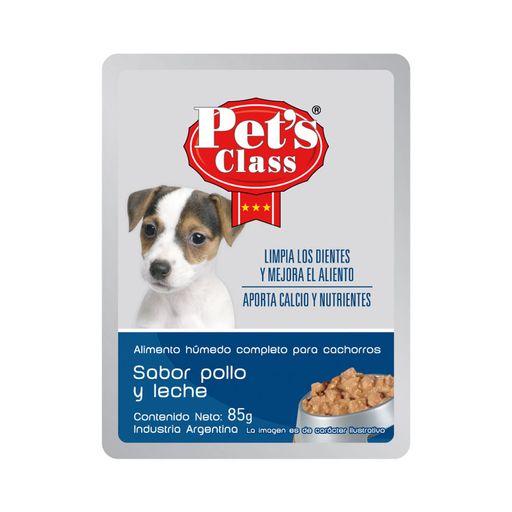 Pet's ®
Class
LIMPIA LOS DIENTES
Y MEJORA EL ALIENTO
APORTA CALCIO Y NUTRIENTES
Alimento húmedo completo para cachorros
Sabor pollo
y leche
Contenido Neto: 85g
Industria Argentina La imagen es de carácter ilustrativo